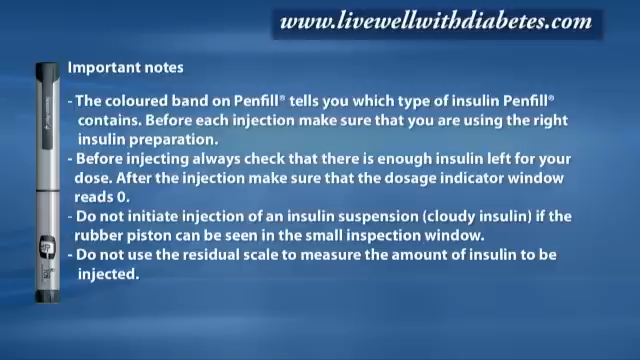 www.livewellwithdiabetes.com
Important notes
- The coloured band on Penfill® tells you which type of insulin Penfill®
contains. Before each injection make sure that you are using the right
insulin preparation.
- Before injecting always check that there is enough insulin left for your
dose. After the injection make sure that the dosage indicator window
reads 0.
- Do not initiate injection of an insulin suspension (cloudy insulin) if the
rubber piston can be seen in the small inspection window.
- Do not use the residual scale to measure the amount of insulin to be
injected.